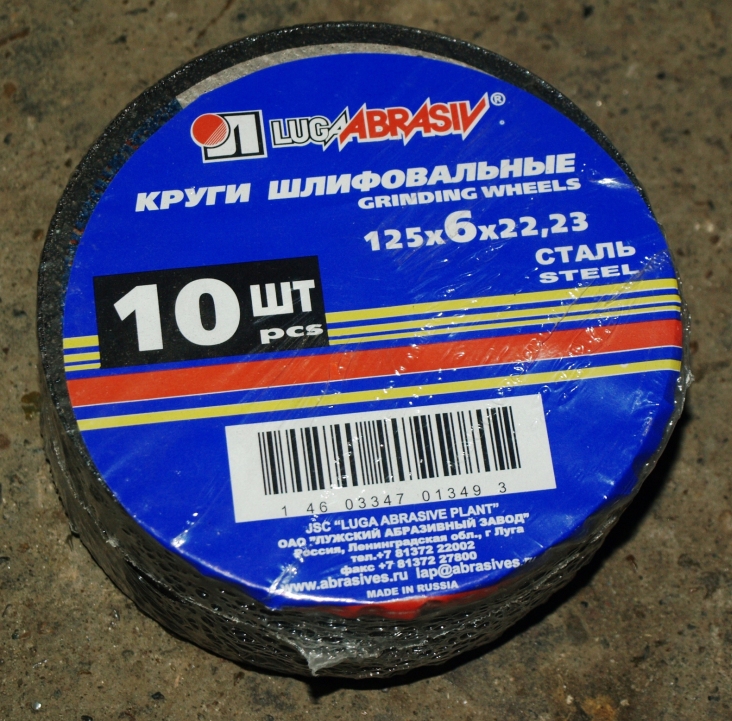 LUGAABRASIV®
КРУГИ ШЛИФОВАЛЬНЫЕ
GRINDING WHEELS
125x6x22,23
СТАЛЬ
STEEL
10 ШТ
pcs
1 46 03347 01349 3
JSC "LUGA ABRASIVE PLANT"
ОАО "ЛУЖСКИЙ АБРАЗИВНЫЙ ЗАВОД"
Россия, Ленинградская обл., г Луга
тел.+7 81372 22002
факс +7 81372 27800
www.abrasives.ru lap@abrasives.
MADE IN RUSSIA